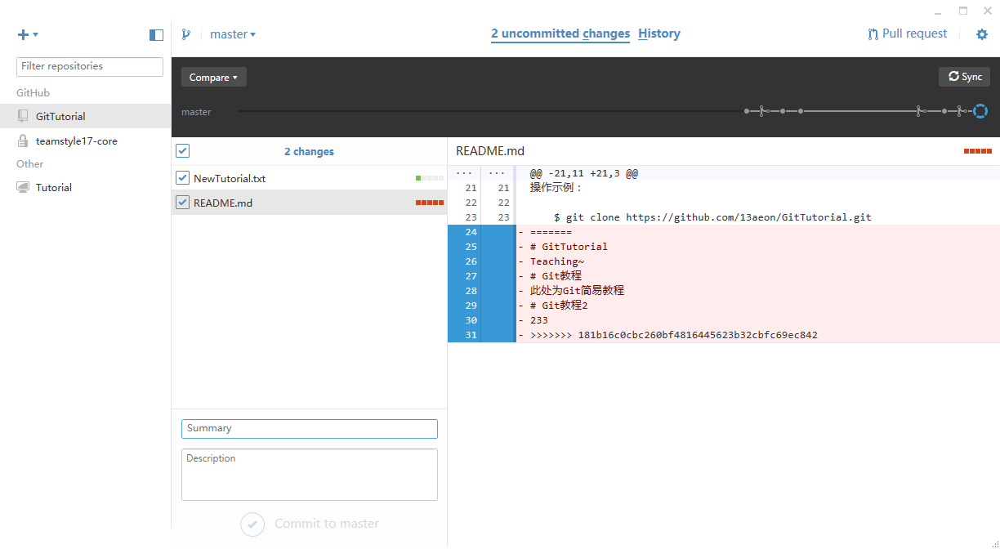 master
2 uncommitted changes
History
Pull request
Filter repositories
GitHub
GitTutorial
teamstyle17-core
Other
Tutorial
Compare
Sync
master
2 changes
NewTutorial.txt
README.md
Summary
Description
Commit to master
README.md
... ... @@ -21,11 +21,3 @@
21 21 操作示例：
22 22
23 23 $ git clone https://github.com/13aeon/GitTutorial.git
24 - =======
25 - # GitTutorial
26 - Teaching~
27 - # Git教程
28 - 此处为Git简易教程
29 - # Git教程2
30 - 233
31 - >>>>>>> 181b16c0cbc260bf4816445623b32cbfc69ec842